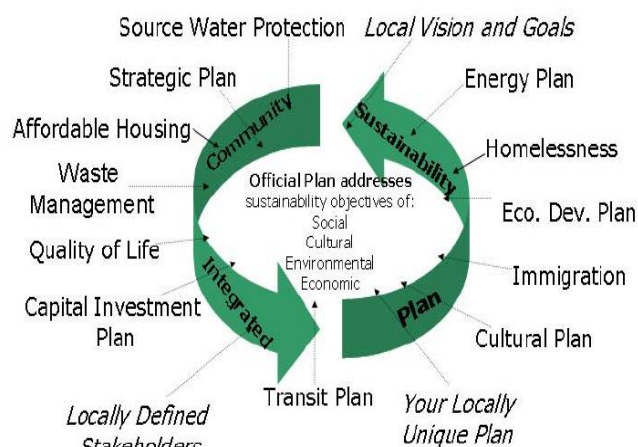 Source Water Protection
Local Vision and Goals
Strategic Plan
Energy Plan
Affordable Housing
Community
Sustainability
Homelessness
Waste
Management
Official Plan addresses
sustainability objectives of:
Social
Cultural
Environmental
Economic
Eco. Dev. Plan
Quality of Life
Integrated
Immigration
Capital Investment
Plan
Plan
Cultural Plan
Transit Plan
Locally Defined
Stakeholders
Your Locally
Unique Plan